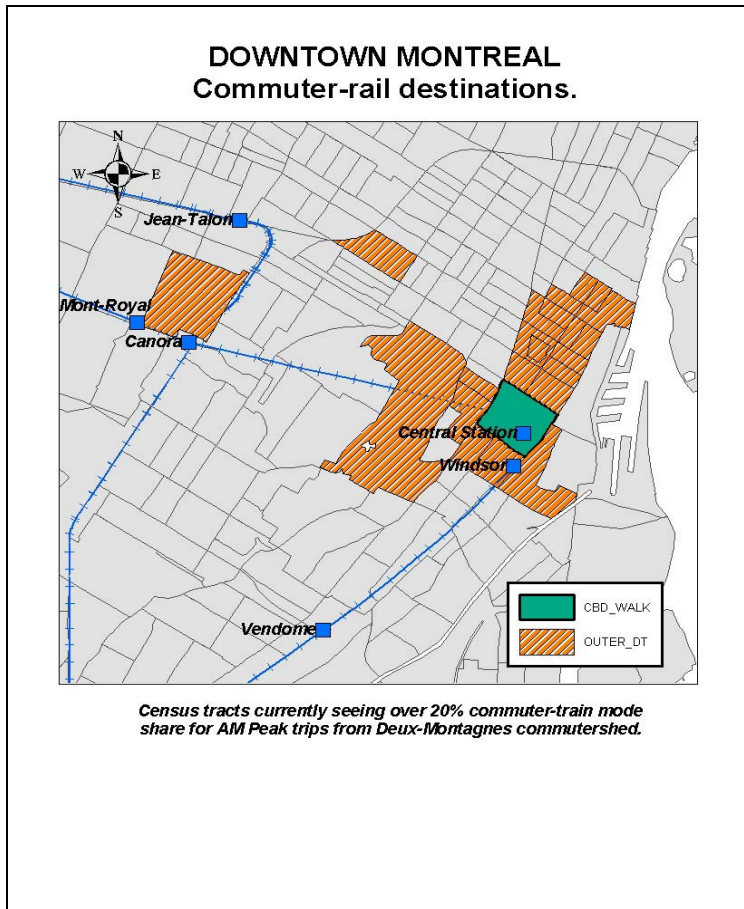 DOWNTOWN MONTREAL
Commuter-rail destinations.
N
W
E
S
Jean-Talon
Mont-Royal
Canora
Central Station
Windsor
Vendome
CBD_WALK
OUTER_DT
Census tracts currently seeing over 20% commuter-train mode
share for AM Peak trips from Deux-Montagnes commutershed.